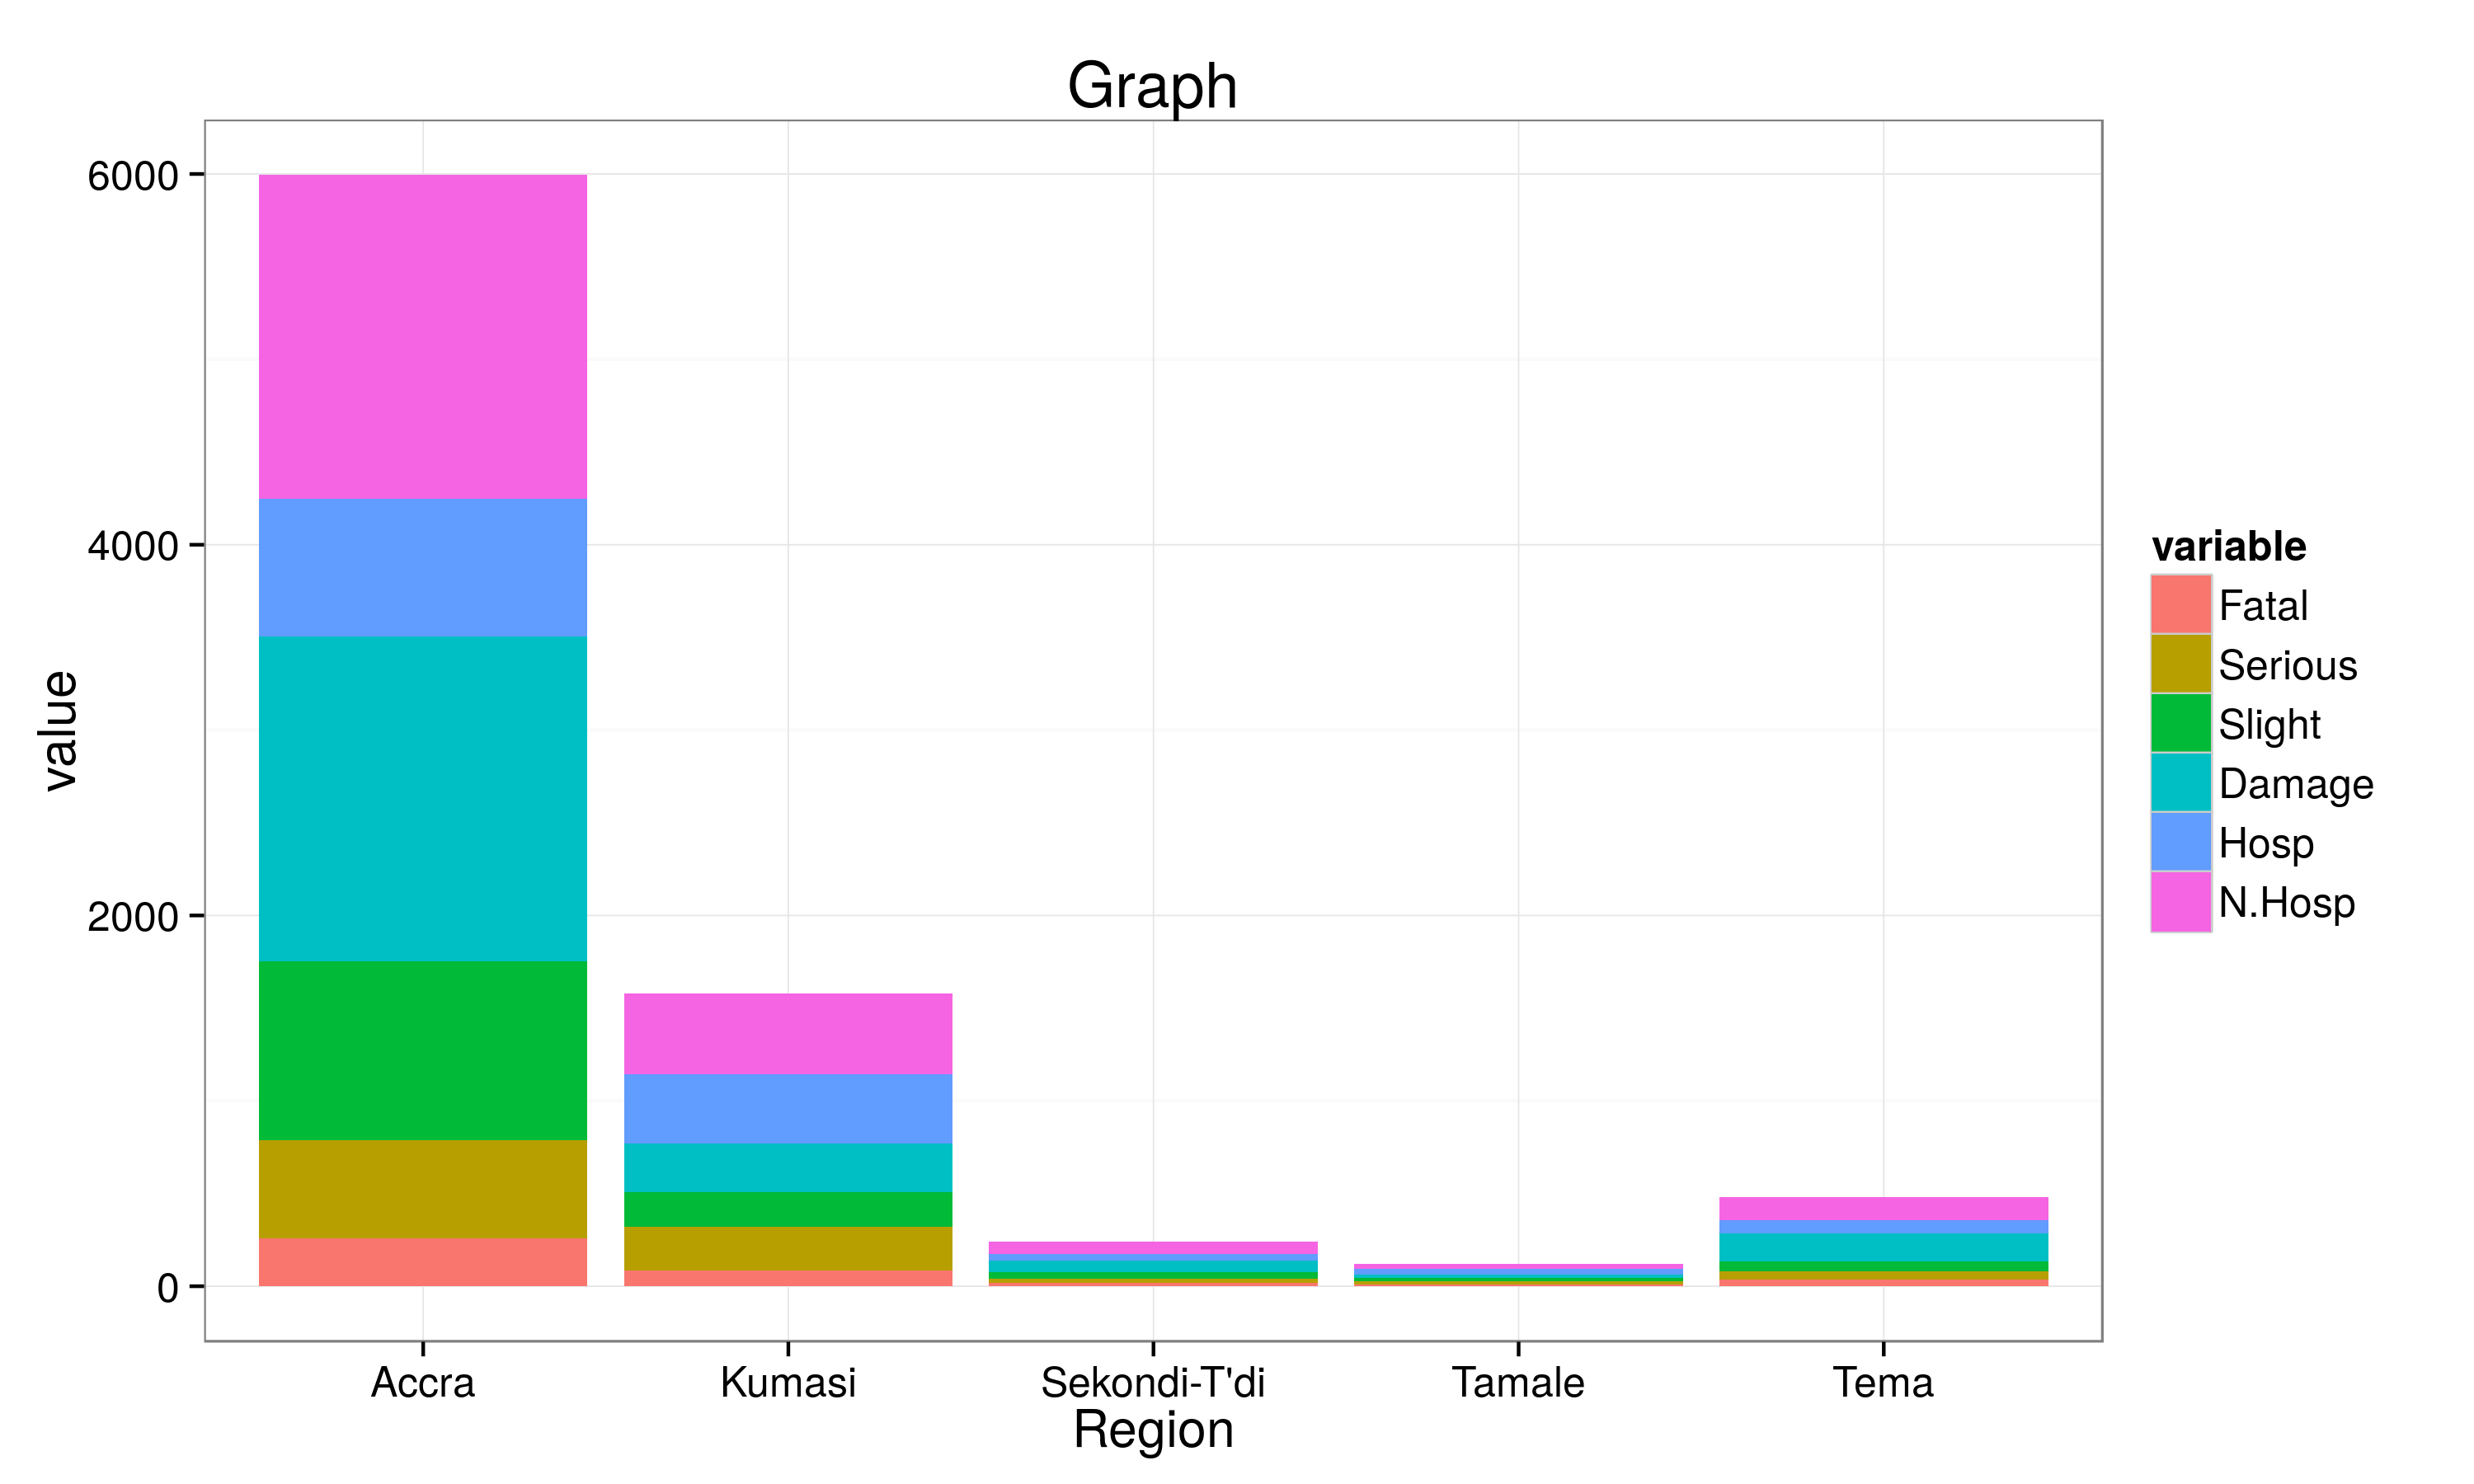 Graph
6000
4000
2000
0
value
Accra
Kumasi
Sekondi-T'di
Tamale
Tema
Region
variable
Fatal
Serious
Slight
Damage
Hosp
N.Hosp